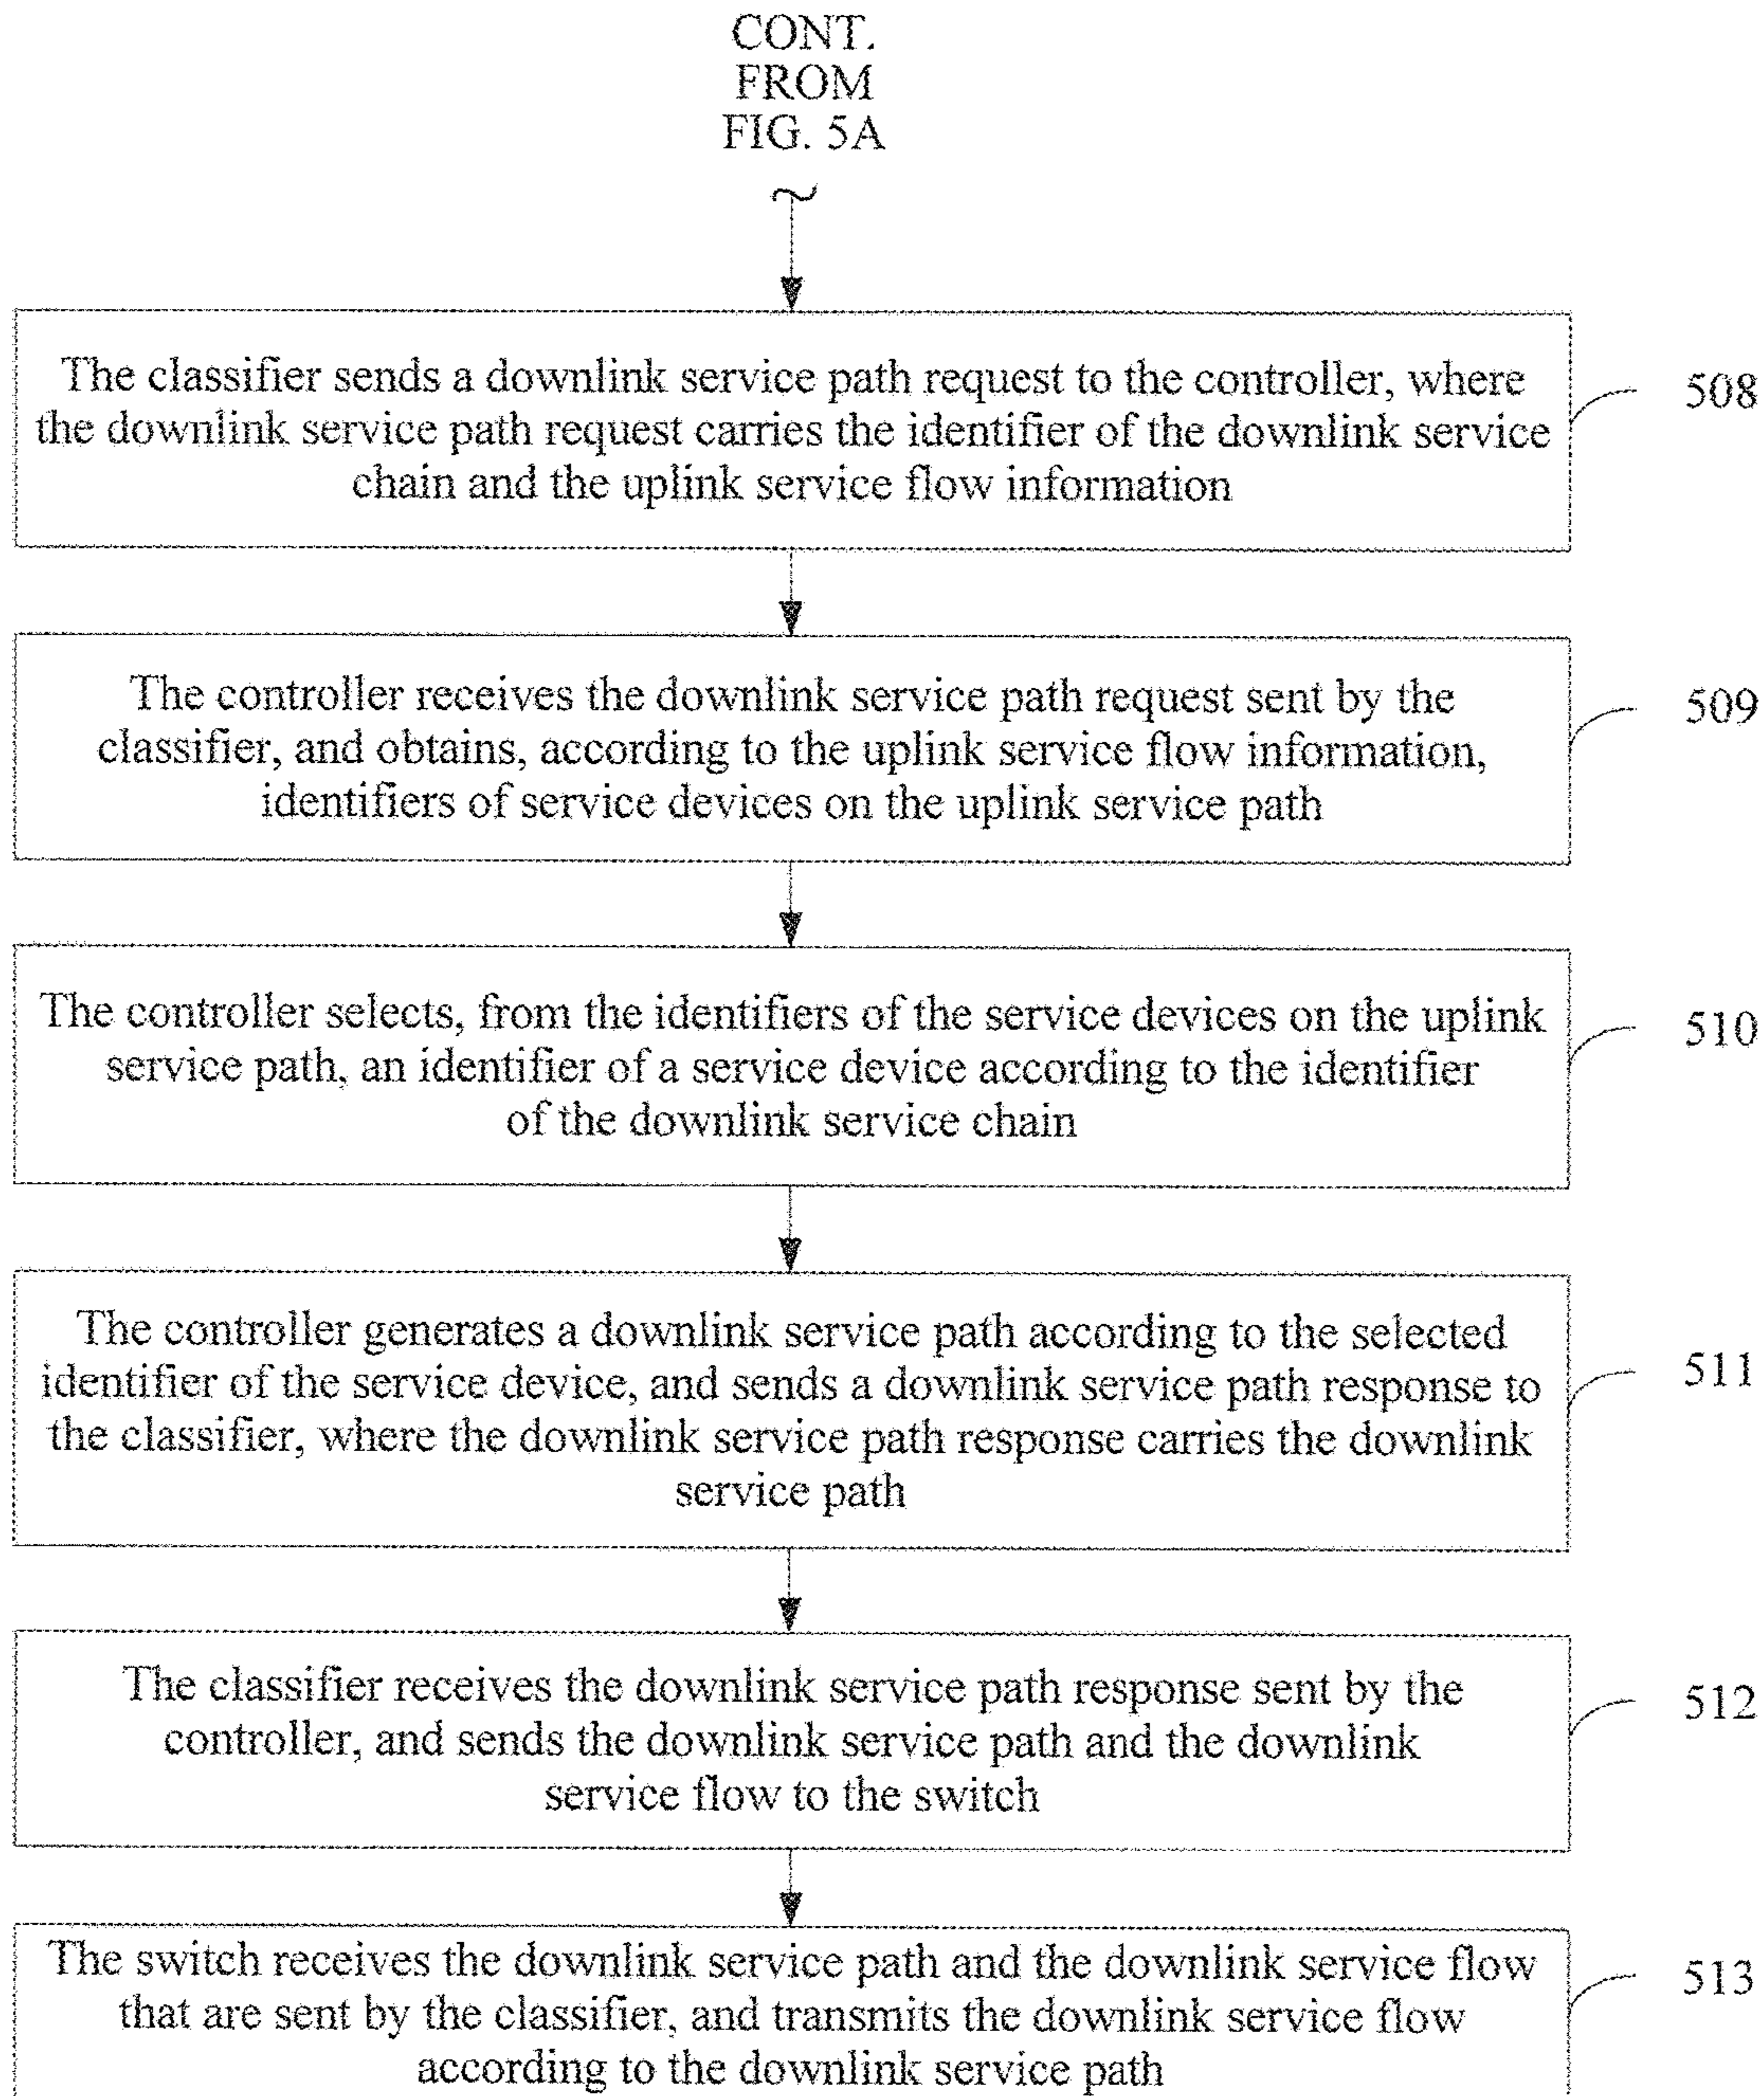 CONT.
FROM
FIG. 5A
The classifier sends a downlink service path request to the controller, where
the downlink service path request carries the identifier of the downlink service
chain and the uplink service flow information
508
The controller receives the downlink service path request sent by the
classifier, and obtains, according to the uplink service flow information,
identifiers of service devices on the uplink service path
509
The controller selects, from the identifiers of the service devices on the uplink
service path, an identifier of a service device according to the identifier
of the downlink service chain
510
The controller generates a downlink service path according to the selected
identifier of the service device, and sends a downlink service path response to
the classifier, where the downlink service path response carries the downlink
service path
511
The classifier receives the downlink service path response sent by the
controller, and sends the downlink service path and the downlink
service flow to the switch
512
The switch receives the downlink service path and the downlink service flow
that are sent by the classifier, and transmits the downlink service flow
according to the downlink service path
513